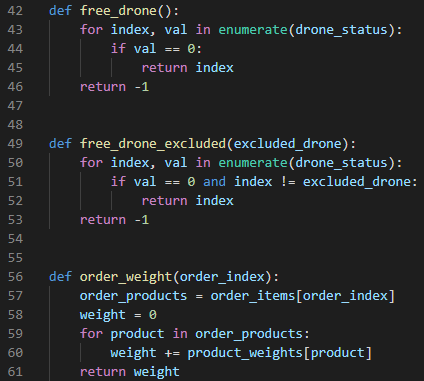 42 def free_drone():
43     for index, val in enumerate(drone_status):
44         if val == 0:
45             return index
46     return -1
47
48
49 def free_drone_excluded(excluded_drone):
50     for index, val in enumerate(drone_status):
51         if val == 0 and index != excluded_drone:
52             return index
53     return -1
54
55
56 def order_weight(order_index):
57     order_products = order_items[order_index]
58     weight = 0
59     for product in order_products:
60         weight += product_weights[product]
61     return weight